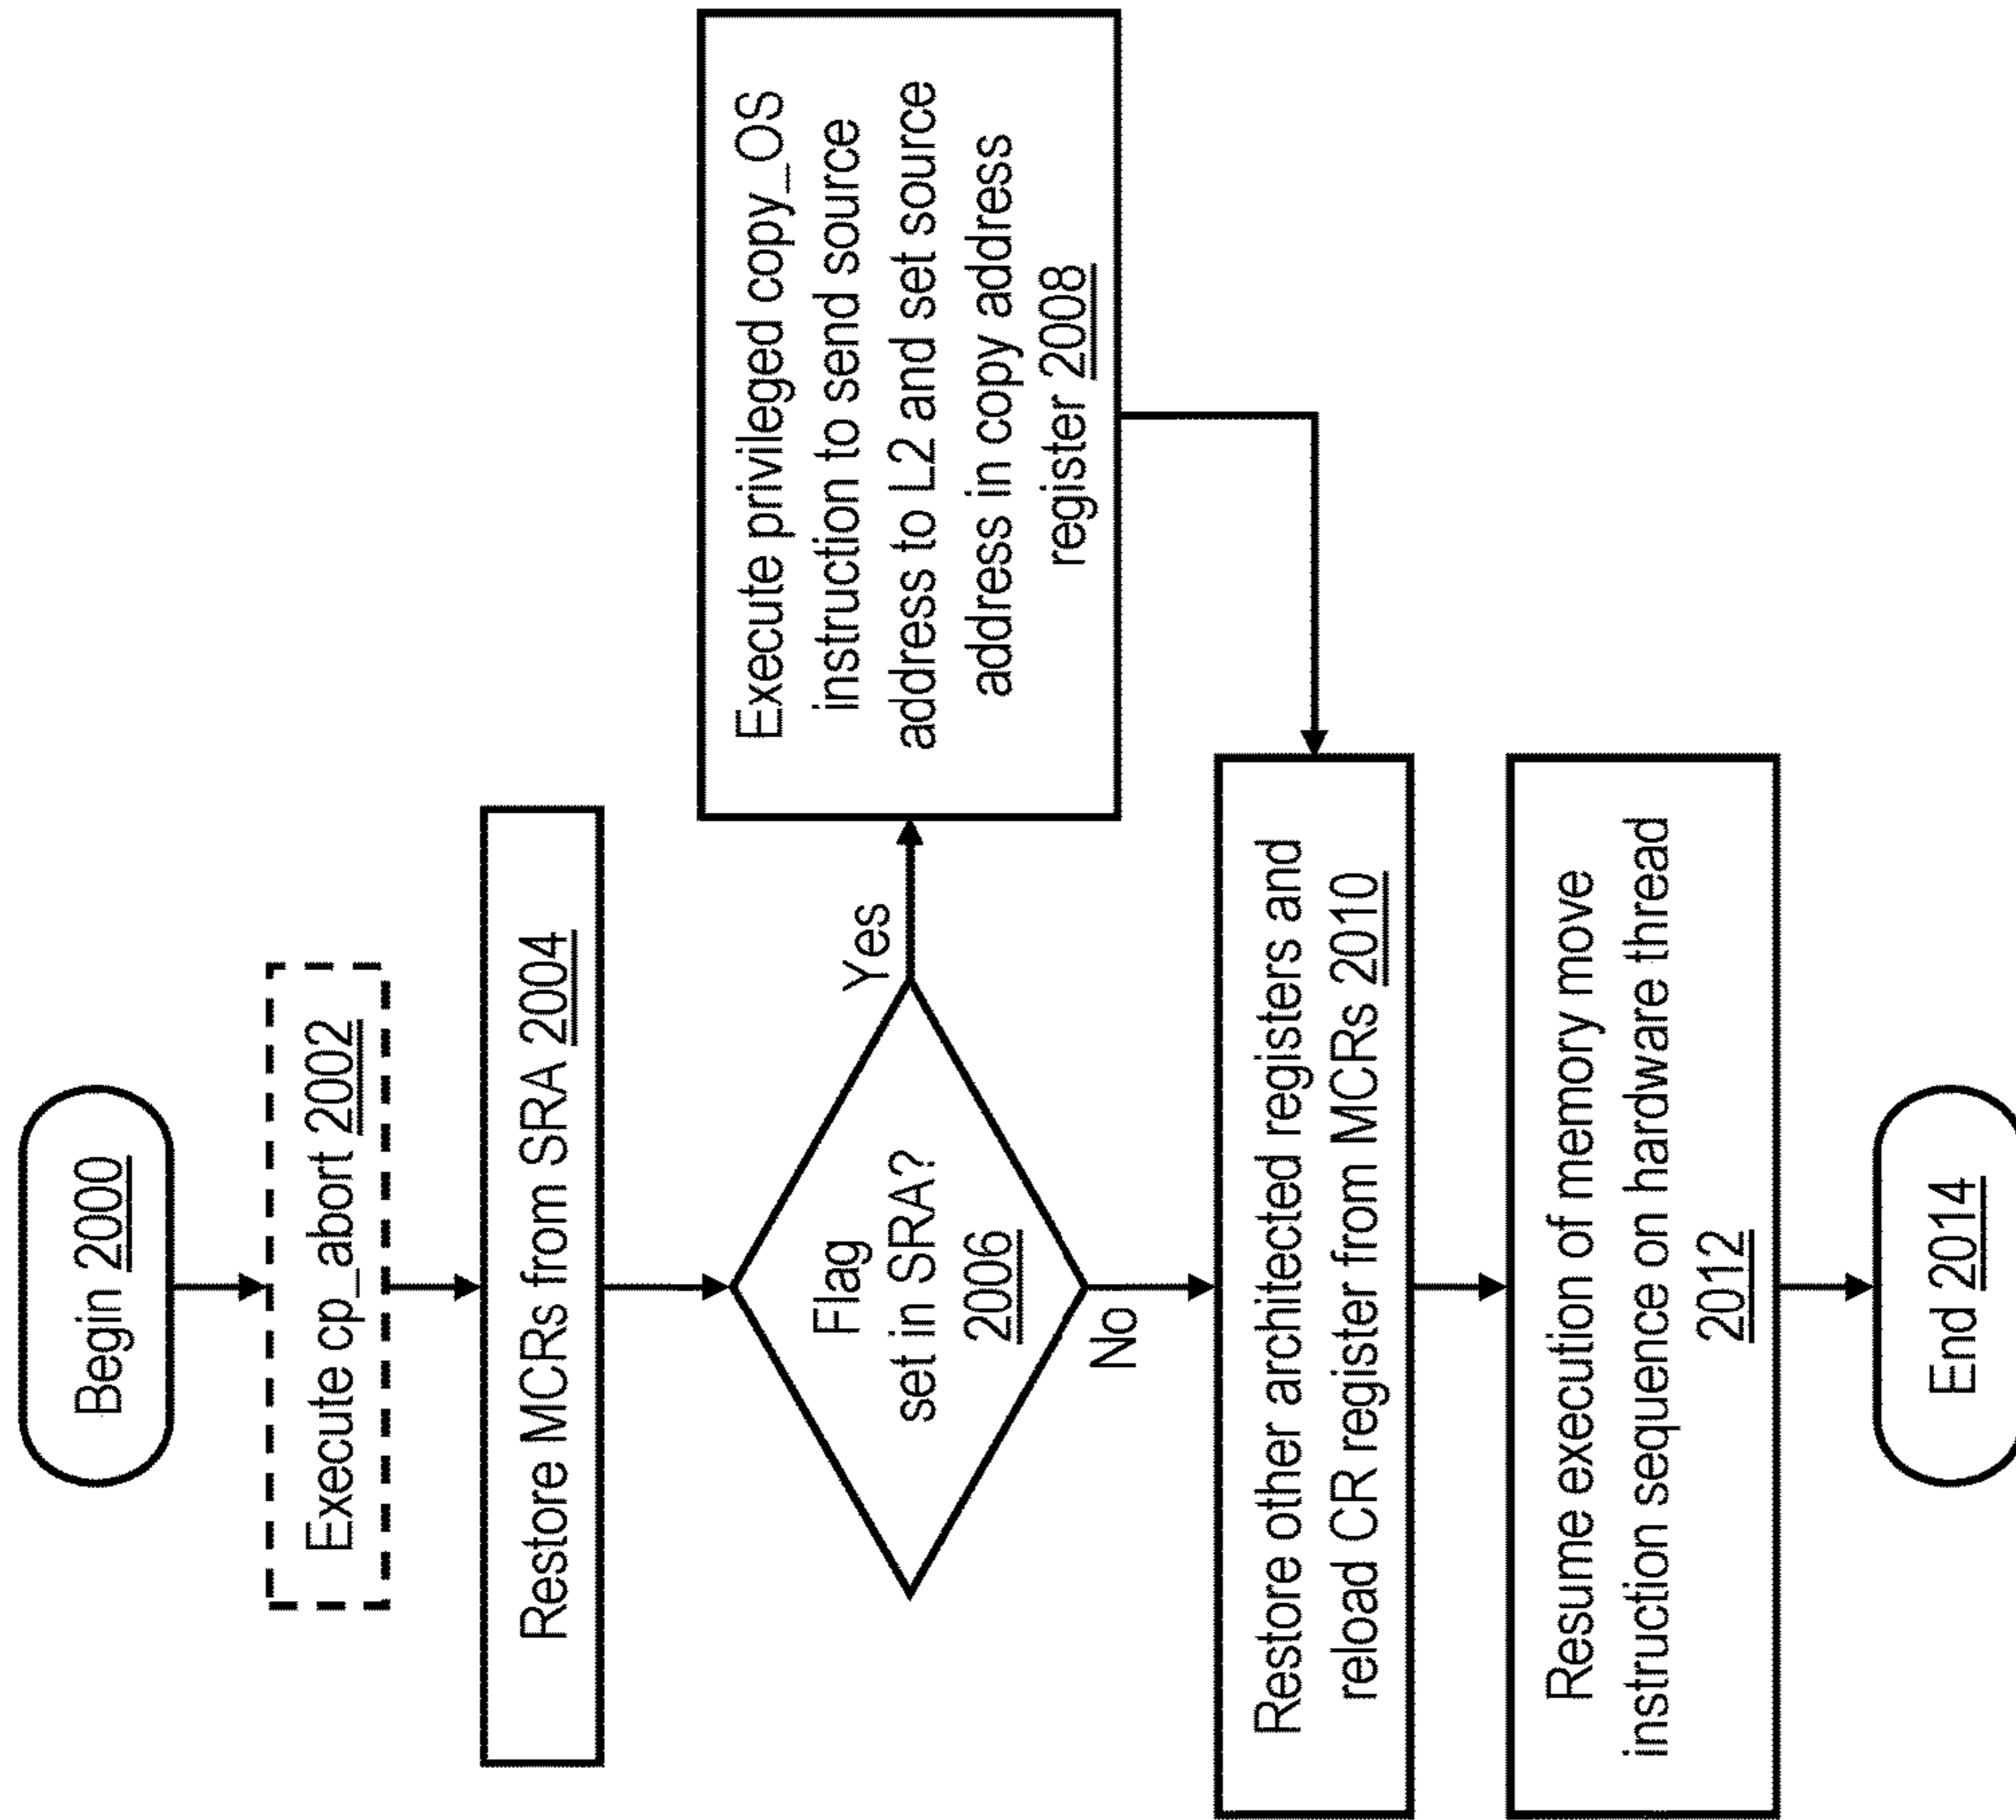 Begin 2000
Execute cp_abort 2002
Restore MCRs from SRA 2004
Flag
set in SRA?
2006
Yes
Execute privileged copy_OS
instruction to send source
address to L2 and set source
address in copy address
register 2008
No
Restore other architected registers and
reload CR register from MCRs 2010
Resume execution of memory move
instruction sequence on hardware thread
2012
End 2014